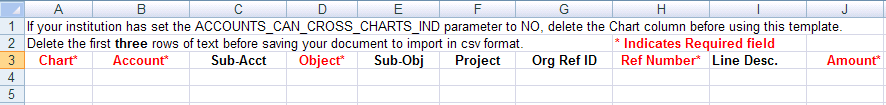 A B C D E F G H I J
1 If your institution has set the ACCOUNTS_CAN_CROSS_CHARTS_IND parameter to NO, delete the Chart column before using this template.
2 Delete the first three rows of text before saving your document to import in csv format. * Indicates Required field
3 Chart* Account* Sub-Acct Object* Sub-Obj Project Org Ref ID Ref Number* Line Desc. Amount*
4
5